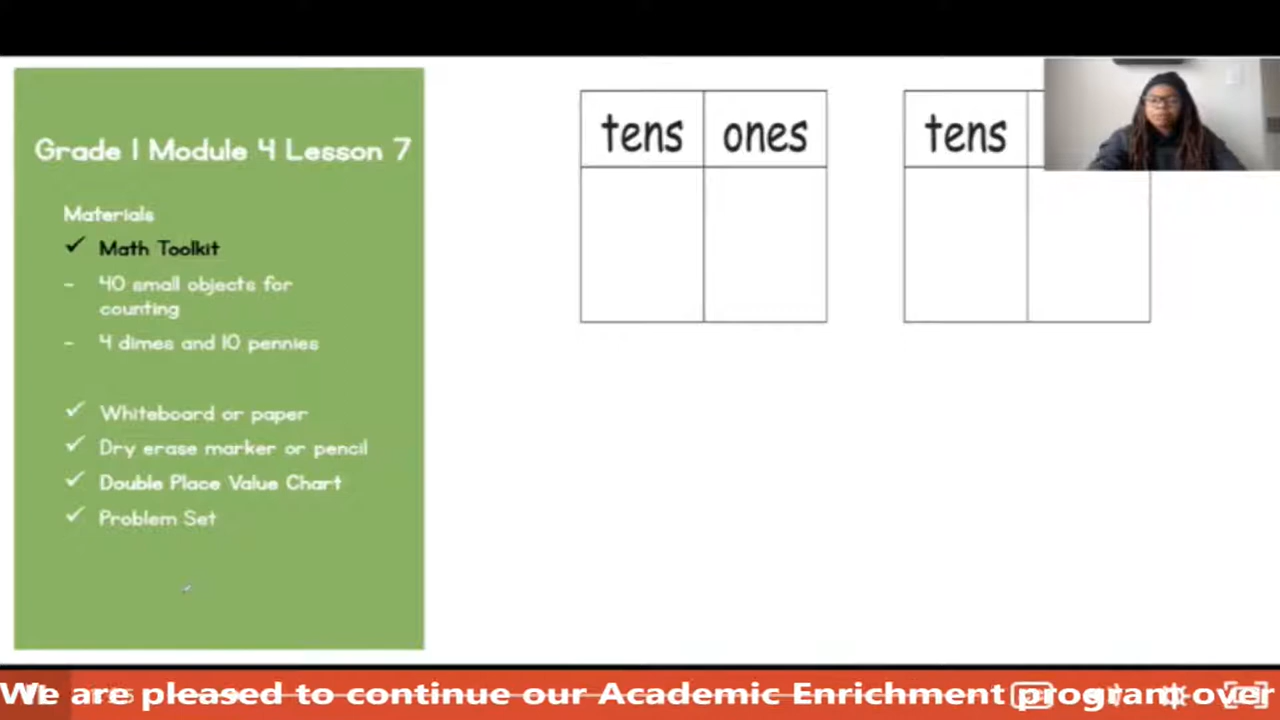 Grade 1 Module 4 Lesson 7
Materials
✓ Math Toolkit
- 40 small objects for
counting
- 4 dimes and 10 pennies
✓ Whiteboard or paper
✓ Dry erase marker or pencil
✓ Double Place Value Chart
✓ Problem Set
tens ones
tens
We are pleased to continue our Academic Enrichment program over